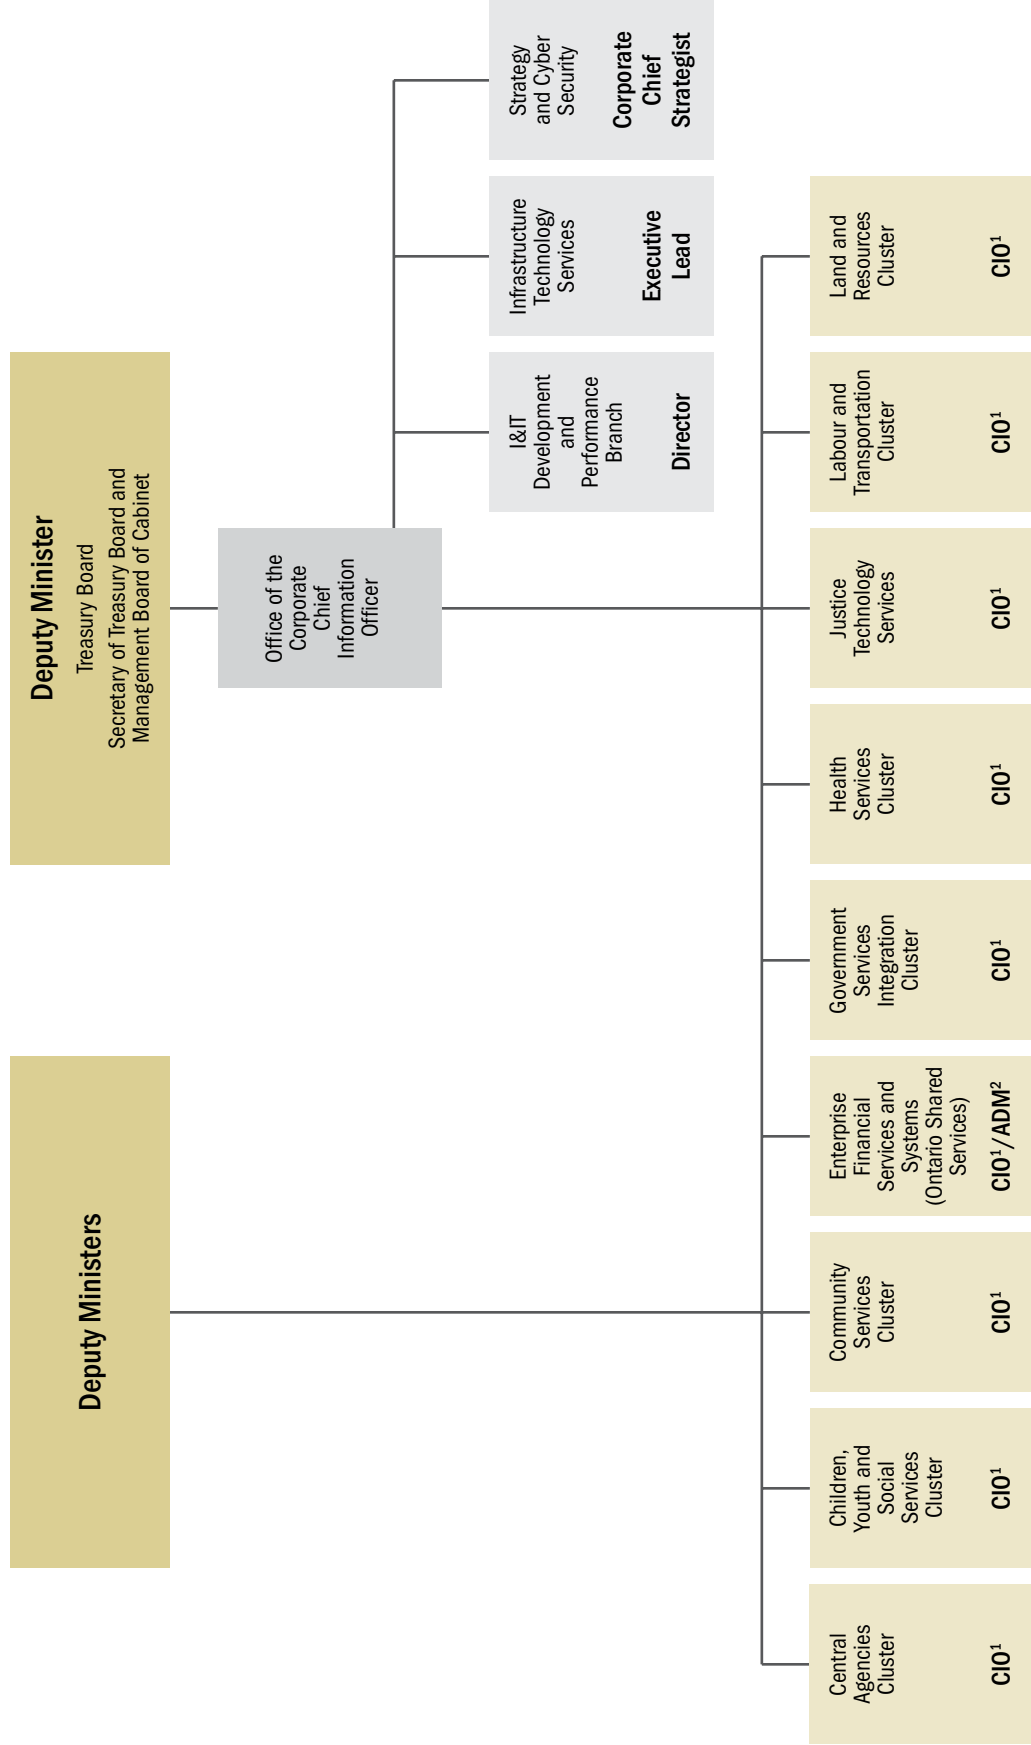 Deputy Ministers
Deputy Minister
Treasury Board
Secretary of Treasury Board and
Management Board of Cabinet
Office of the
Corporate
Chief
Information
Officer
I&IT
Development
and
Performance
Branch
Director
Infrastructure
Technology
Services
Executive
Lead
Strategy
and Cyber
Security
Corporate
Chief
Strategist
Central
Agencies
Cluster
CIO¹
Children,
Youth and
Social
Services
Cluster
CIO¹
Community
Services
Cluster
CIO¹
Enterprise
Financial
Services and
Systems
(Ontario Shared
Services)
CIO¹/ADM²
Government
Services
Integration
Cluster
CIO¹
Health
Services
Cluster
CIO¹
Justice
Technology
Services
CIO¹
Labour and
Transportation
Cluster
CIO¹
Land and
Resources
Cluster
CIO¹